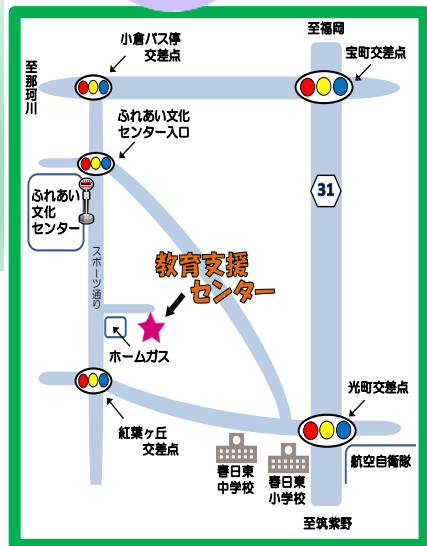 至福岡
小倉バス停
交差点
宝町交差点
至那珂川
ふれあい文化
センター入口
31
ふれあい
文化
センター
スポーツ通り
教育支援
センター
ホームガス
光町交差点
紅葉ヶ丘
交差点
春日東
中学校
春日東
小学校
航空自衛隊
至筑紫野